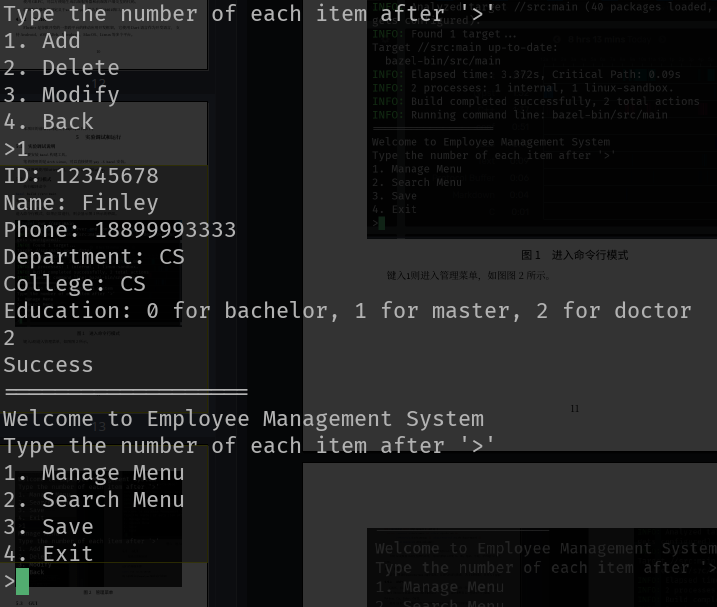 Type the number of each item after '>'
1. Add
2. Delete
3. Modify
4. Back
>1
ID: 12345678
Name: Finley
Phone: 18899993333
Department: CS
College: CS
Education: 0 for bachelor, 1 for master, 2 for doctor
2
Success
Welcome to Employee Management System
Type the number of each item after '>'
1. Manage Menu
2. Search Menu
3. Save
4. Exit
>
INFO: Analyzed target //src:main (40 packages loaded,
INFO: Found 1 target...
Target //src:main up-to-date:
bazel-bin/src/main
INFO: Elapsed time: 3.372s, Critical Path: 0.09s
INFO: 2 processes: 1 internal, 1 linux-sandbox.
INFO: Build completed successfully, 2 total actions
INFO: Running command line: bazel-bin/src/main
Welcome to Employee Management System
Type the number of each item after '>'
1. Manage Menu
2. Search Menu
3. Save
4. Exit
>
图 1 进入命令行模式
键入1则进入管理菜单，如图图 2 所示。
11
12
13
Welcome to Employee Management System
Type the number of each item after '>
1. Manage Menu
2. Search Menu